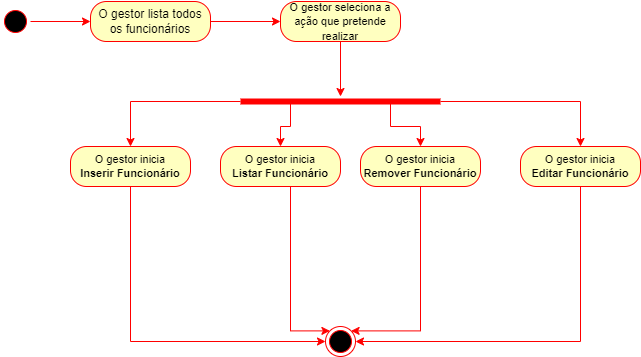 O gestor lista todos
os funcionários
O gestor seleciona a
ação que pretende
realizar
O gestor inicia
Inserir Funcionário
O gestor inicia
Listar Funcionário
O gestor inicia
Remover Funcionário
O gestor inicia
Editar Funcionário